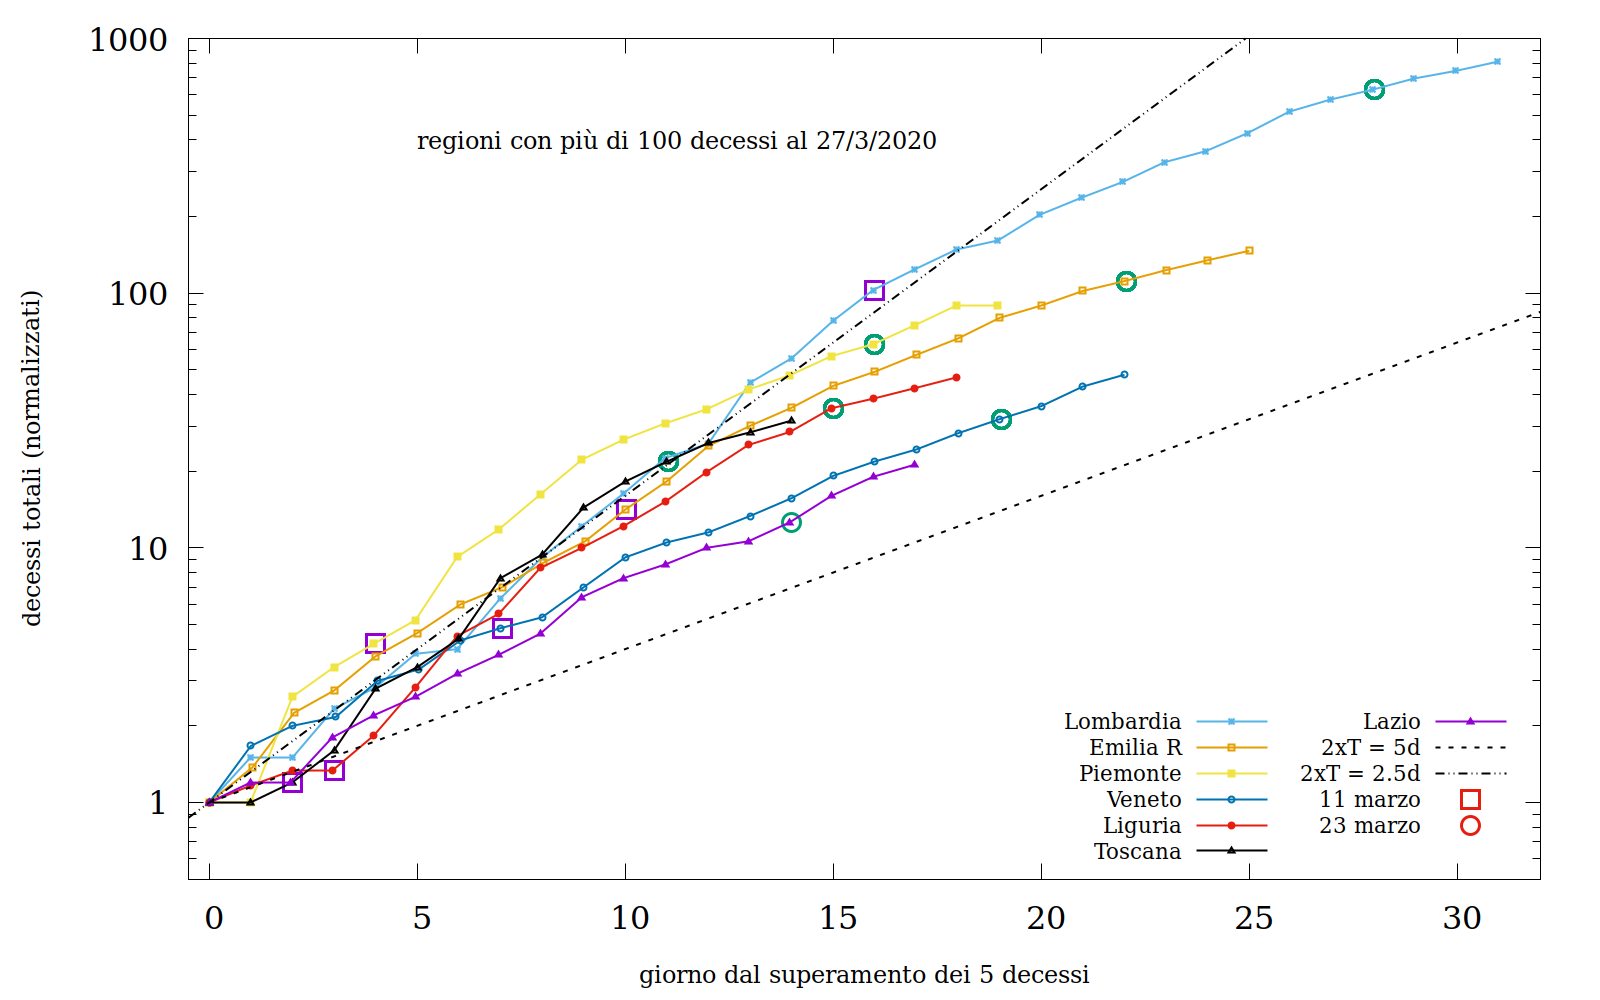 1000
100
10
1
decessi totali (normalizzati)
regioni con più di 100 decessi al 27/3/2020
Lombardia
Emilia R
Piemonte
Veneto
Liguria
Toscana
Lazio
2xT = 5d
2xT = 2.5d
11 marzo
23 marzo
0 5 10 15 20 25 30
giorno dal superamento dei 5 decessi